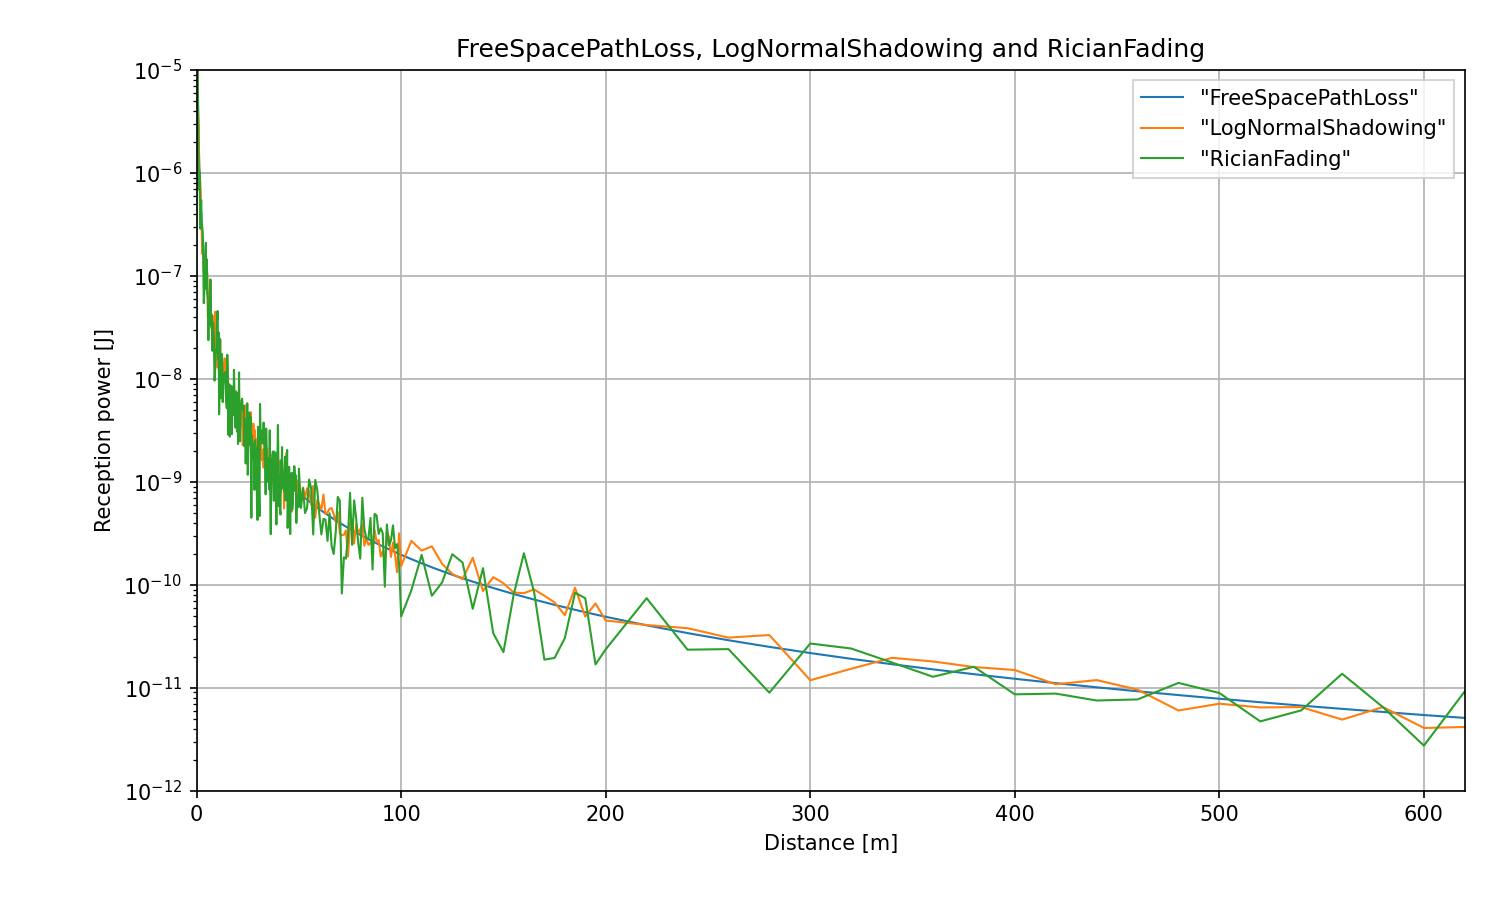 FreeSpacePathLoss, LogNormalShadowing and RicianFading
"FreeSpacePathLoss"
"LogNormalShadowing"
"RicianFading"
Reception power [J]
10⁻⁵
10⁻⁶
10⁻⁷
10⁻⁸
10⁻⁹
10⁻¹⁰
10⁻¹¹
10⁻¹²
0 100 200 300 400 500 600
Distance [m]